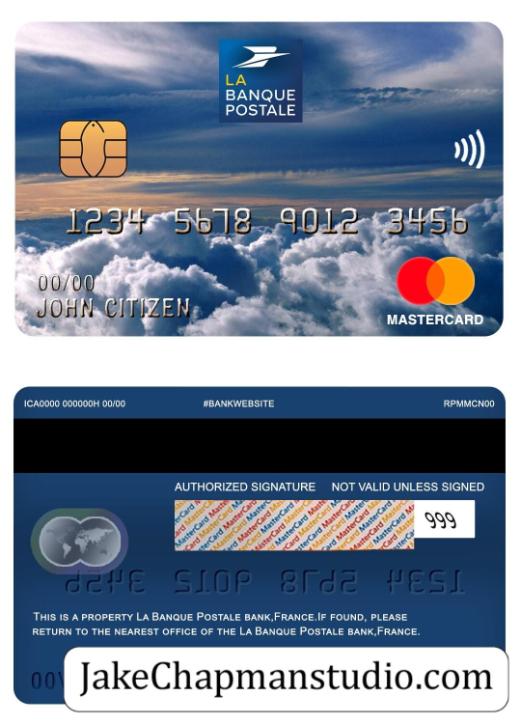 LA
BANQUE
POSTALE
1234 5678 9012 3456
00/00
JOHN CITIZEN
MASTERCARD
ICA0000 000000H 00/00 #BANKWEBSITE RPMMCN00
AUTHORIZED SIGNATURE NOT VALID UNLESS SIGNED
MasterCard MasterCard MasterCard
999
1234 5678 9012 3456
THIS IS A PROPERTY LA BANQUE POSTALE BANK,FRANCE.IF FOUND, PLEASE
RETURN TO THE NEAREST OFFICE OF THE LA BANQUE POSTALE BANK,FRANCE.
JakeChapmanstudio.com